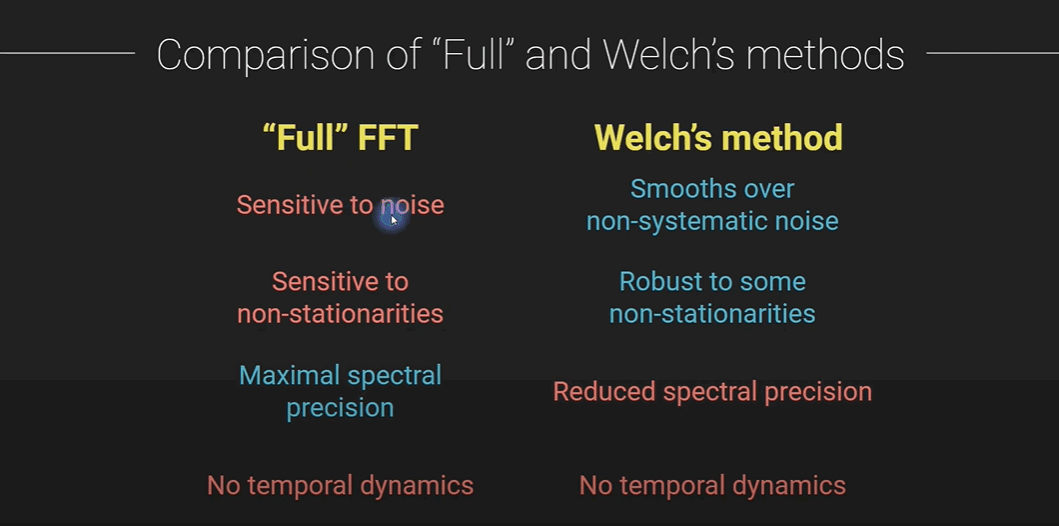 Comparison of “Full” and Welch’s methods
“Full” FFT
Sensitive to noise
Sensitive to
non-stationarities
Maximal spectral
precision
No temporal dynamics
Welch’s method
Smooths over
non-systematic noise
Robust to some
non-stationarities
Reduced spectral precision
No temporal dynamics